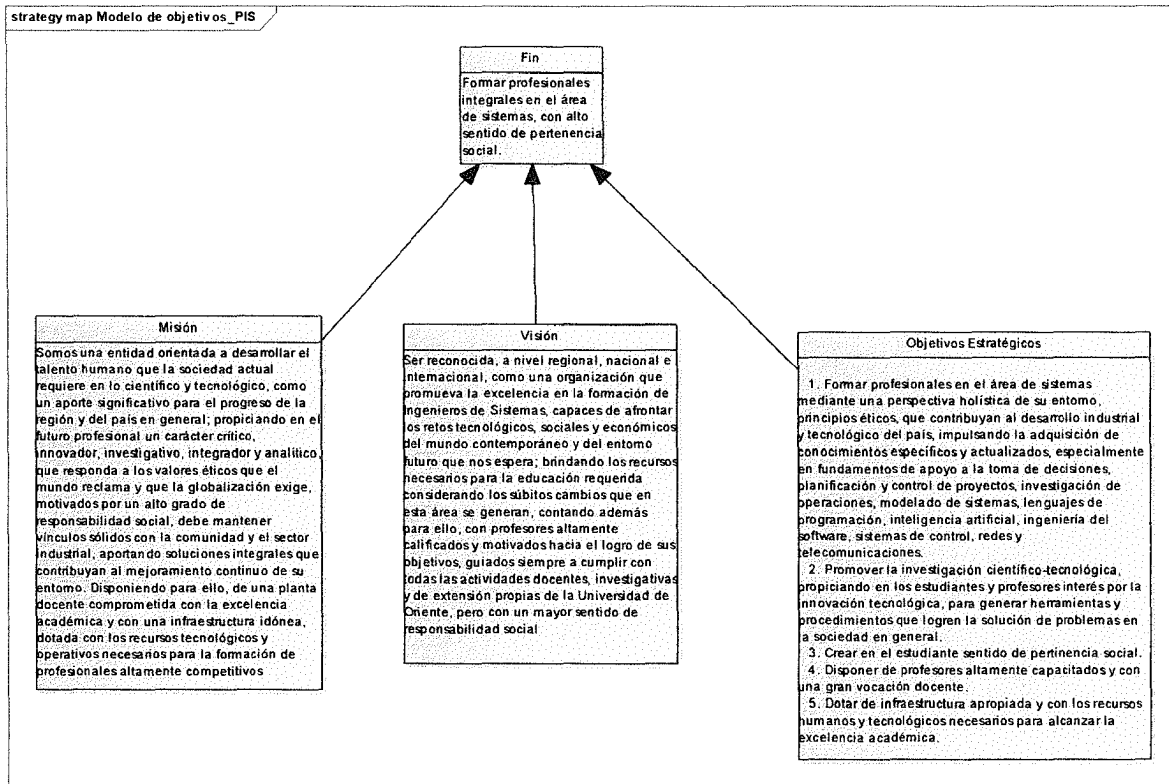 strategy map Modelo de objetivos_PIS
Fin
Formar profesionales
integrales en el área
de sistemas, con alto
sentido de pertenencia
social.
Misión
Somos una entidad orientada a desarrollar el
talento humano que la sociedad actual
requiere en lo científico y tecnológico, como
un aporte significativo para el progreso de la
región y del país en general; propiciando en el
futuro profesional un carácter crítico,
innovador, investigativo, integrador y analítico,
que responda a los valores éticos que el
mundo reclama y que la globalización exige,
motivados por un alto grado de
responsabilidad social, debe mantener
vínculos sólidos con la comunidad y el sector
industrial, aportando soluciones integrales que
contribuyan al mejoramiento continuo de su
entorno. Disponiendo para ello, de una planta
docente comprometida con la excelencia
académica y con una infraestructura idónea,
dotada con los recursos tecnológicos y
operativos necesarios para la formación de
profesionales altamente competitivos
Visión
Ser reconocida, a nivel regional, nacional e
internacional, como una organización que
promueva la excelencia en la formación de
Ingenieros de Sistemas, capaces de afrontar
los retos tecnológicos, sociales y económicos
del mundo contemporáneo y del entorno
futuro que nos espera; brindando los recursos
necesarios para la educación requerida
considerando los súbitos cambios que en
esta área se generan, contando además
para ello, con profesores altamente
calificados y motivados hacia el logro de sus
objetivos, guiados siempre a cumplir con
todas las actividades docentes, investigativas
y de extensión propias de la Universidad de
Oriente, pero con un mayor sentido de
responsabilidad social
Objetivos Estratégicos
1. Formar profesionales en el área de sistemas
mediante una perspectiva holística de su entorno,
principios éticos, que contribuyan al desarrollo industrial
y tecnológico del país, impulsando la adquisición de
conocimientos específicos y actualizados, especialmente
en fundamentos de apoyo a la toma de decisiones,
planificación y control de proyectos, investigación de
operaciones, modelado de sistemas, lenguajes de
programación, inteligencia artificial, ingeniería del
software, sistemas de control, redes y
telecomunicaciones.
2. Promover la investigación científico-tecnológica,
propiciando en los estudiantes y profesores interés por la
innovación tecnológica, para generar herramientas y
procedimientos que logren la solución de problemas en
la sociedad en general.
3. Crear en el estudiante sentido de pertinencia social.
4. Disponer de profesores altamente capacitados y con
una gran vocación docente.
5. Dotar de infraestructura apropiada y con los recursos
humanos y tecnológicos necesarios para alcanzar la
excelencia académica.